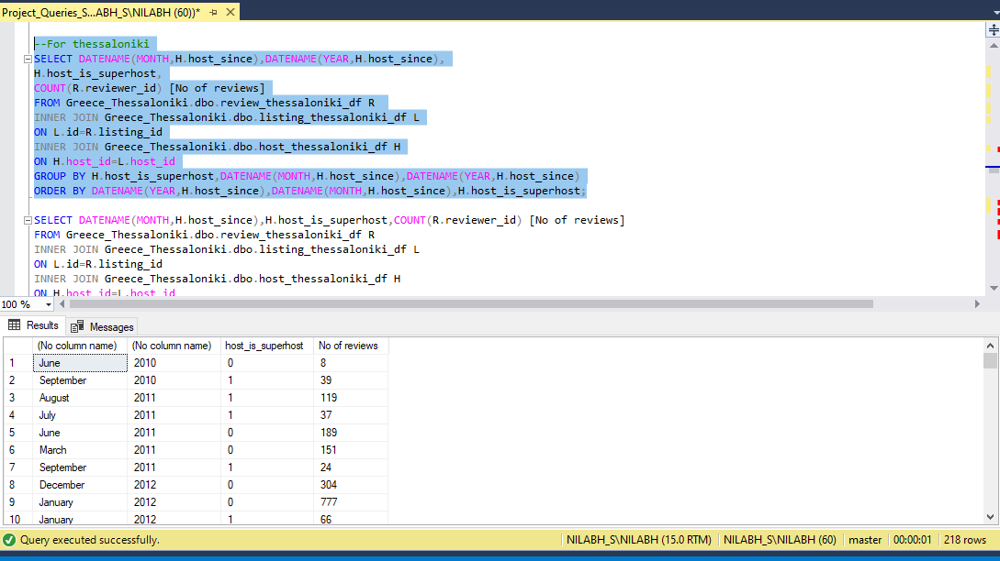 Project_Queries_S...ABH_S\NILABH (60))*
--For thessaloniki
SELECT DATENAME(MONTH,H.host_since),DATENAME(YEAR,H.host_since),
H.host_is_superhost,
COUNT(R.reviewer_id) [No of reviews]
FROM Greece_Thessaloniki.dbo.review_thessaloniki_df R
INNER JOIN Greece_Thessaloniki.dbo.listing_thessaloniki_df L
ON L.id=R.listing_id
INNER JOIN Greece_Thessaloniki.dbo.host_thessaloniki_df H
ON H.host_id=L.host_id
GROUP BY H.host_is_superhost,DATENAME(MONTH,H.host_since),DATENAME(YEAR,H.host_since)
ORDER BY DATENAME(YEAR,H.host_since),DATENAME(MONTH,H.host_since),H.host_is_superhost;
SELECT DATENAME(MONTH,H.host_since),H.host_is_superhost,COUNT(R.reviewer_id) [No of reviews]
FROM Greece_Thessaloniki.dbo.review_thessaloniki_df R
INNER JOIN Greece_Thessaloniki.dbo.listing_thessaloniki_df L
ON L.id=R.listing_id
INNER JOIN Greece_Thessaloniki.dbo.host_thessaloniki_df H
ON H.host_id=L.host_id
100 %
Results Messages
(No column name) (No column name) host_is_superhost No of reviews
1 June 2010 0 8
2 September 2010 1 39
3 August 2011 1 119
4 July 2011 1 37
5 June 2011 0 189
6 March 2011 0 151
7 September 2011 1 24
8 December 2012 0 304
9 January 2012 0 777
10 January 2012 1 66
Query executed successfully. NILABH_S\NILABH (15.0 RTM) NILABH_S\NILABH (60) master 00:00:01 218 rows